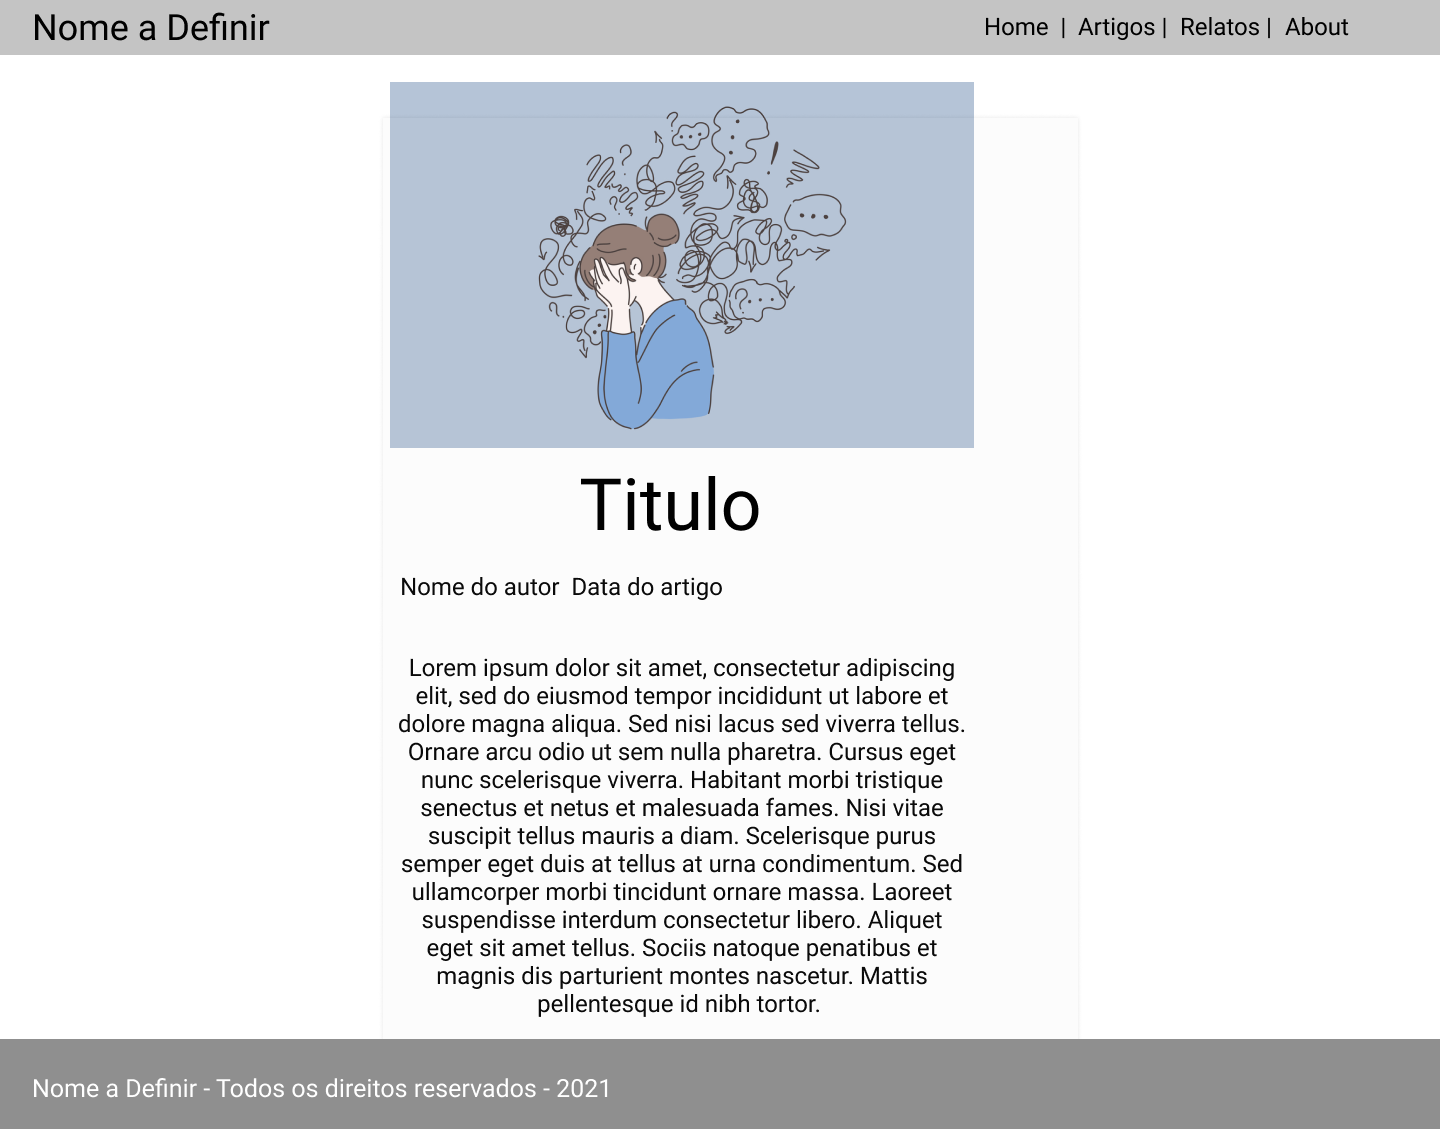 Nome a Definir
Home | Artigos | Relatos | About
? ! ? ? ? ?
Titulo
Nome do autor Data do artigo
Lorem ipsum dolor sit amet, consectetur adipiscing
elit, sed do eiusmod tempor incididunt ut labore et
dolore magna aliqua. Sed nisi lacus sed viverra tellus.
Ornare arcu odio ut sem nulla pharetra. Cursus eget
nunc scelerisque viverra. Habitant morbi tristique
senectus et netus et malesuada fames. Nisi vitae
suscipit tellus mauris a diam. Scelerisque purus
semper eget duis at tellus at urna condimentum. Sed
ullamcorper morbi tincidunt ornare massa. Laoreet
suspendisse interdum consectetur libero. Aliquet
eget sit amet tellus. Sociis natoque penatibus et
magnis dis parturient montes nascetur. Mattis
pellentesque id nibh tortor.
Nome a Definir - Todos os direitos reservados - 2021